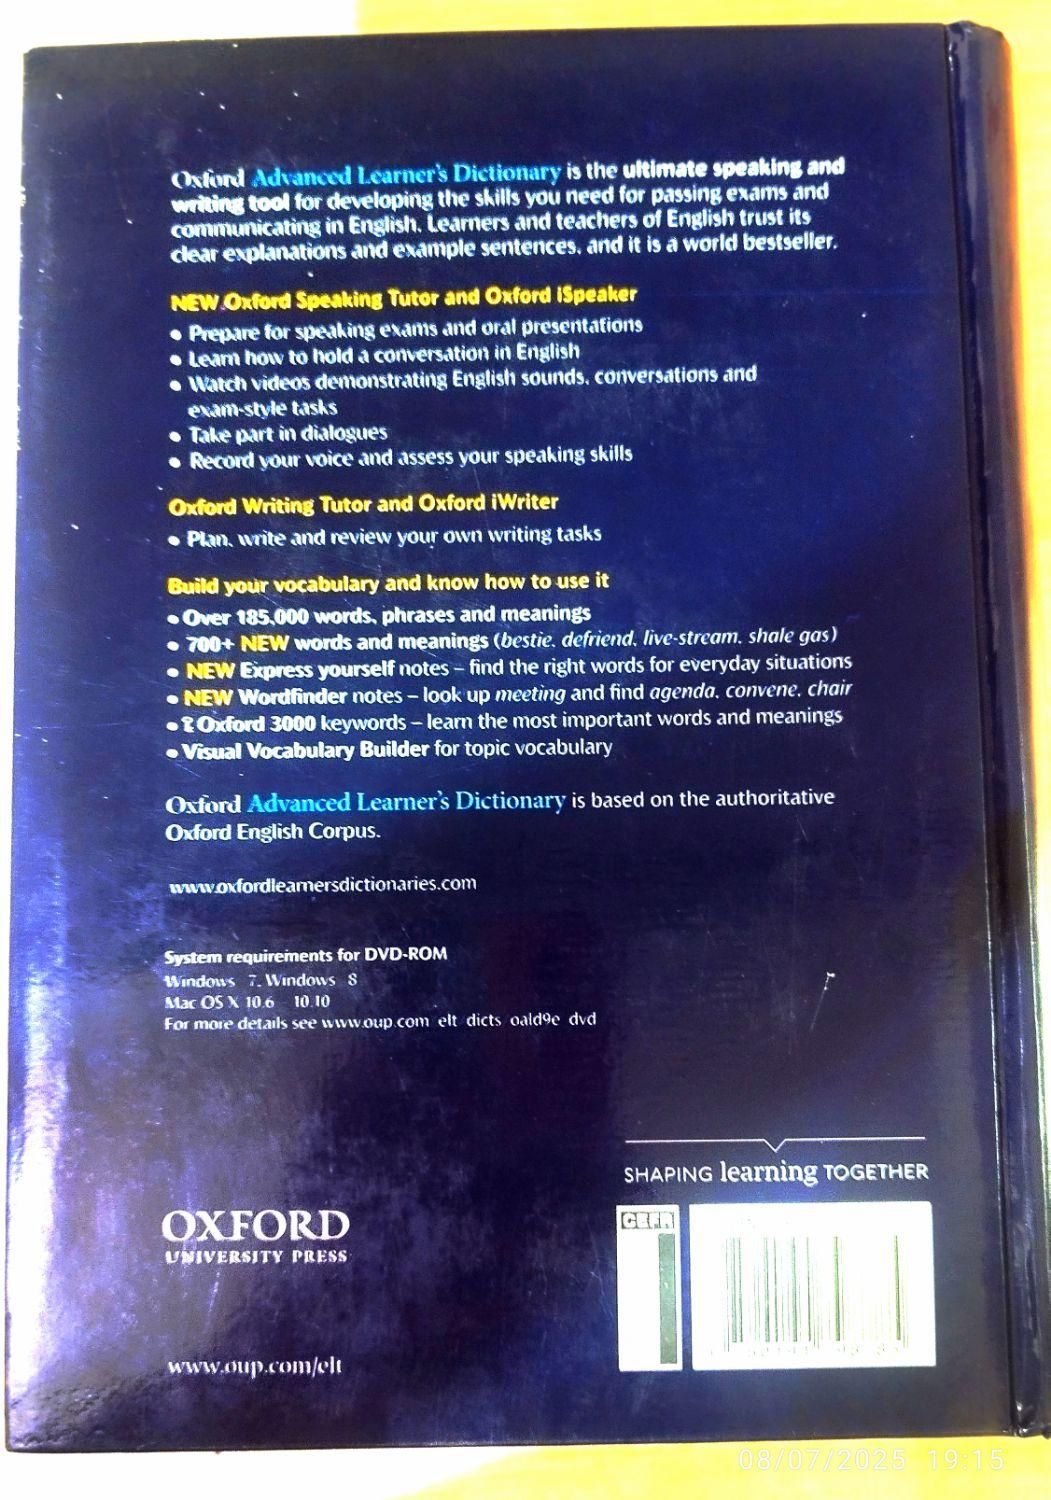 Oxford Advanced Learner's Dictionary is the ultimate speaking and
writing tool for developing the skills you need for passing exams and
communicating in English. Learners and teachers of English trust its
clear explanations and example sentences, and it is a world bestseller.
NEW Oxford Speaking Tutor and Oxford iSpeaker
• Prepare for speaking exams and oral presentations
• Learn how to hold a conversation in English
• Watch videos demonstrating English sounds, conversations and
exam-style tasks
• Take part in dialogues
• Record your voice and assess your speaking skills
Oxford Writing Tutor and Oxford iWriter
• Plan, write and review your own writing tasks
Build your vocabulary and know how to use it
• Over 185,000 words, phrases and meanings
• 700+ NEW words and meanings (bestie, defriend, live-stream, shale gas)
• NEW Express yourself notes – find the right words for everyday situations
• NEW Wordfinder notes – look up meeting and find agenda, convene, chair
• Oxford 3000 keywords – learn the most important words and meanings
• Visual Vocabulary Builder for topic vocabulary
Oxford Advanced Learner's Dictionary is based on the authoritative
Oxford English Corpus.
www.oxfordlearnersdictionaries.com
System requirements for DVD-ROM
Windows 7, Windows 8
Mac OS X 10.6 10.10
For more details see www.oup.com elt dicts oald9e dvd
SHAPING learning TOGETHER
CEFR
OXFORD
UNIVERSITY PRESS
www.oup.com/elt
08/07/2025 19:15